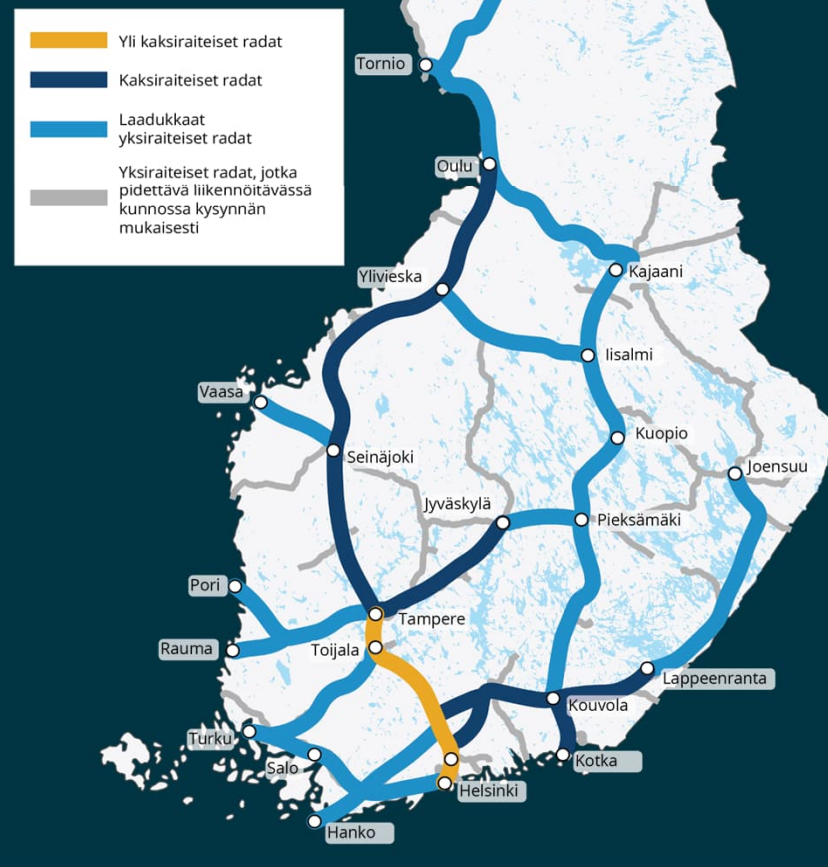 Yli kaksiraiteiset radat
Kaksiraiteiset radat
Laadukkaat
yksiraiteiset radat
Yksiraiteiset radat, jotka
pidettävä liikennöitävässä
kunnossa kysynnän
mukaisesti
Tornio
Oulu
Kajaani
Ylivieska
Iisalmi
Vaasa
Kuopio
Seinäjoki
Joensuu
Jyväskylä
Pieksämäki
Pori
Tampere
Rauma
Toijala
Lappeenranta
Kouvola
Turku
Salo
Kotka
Helsinki
Hanko